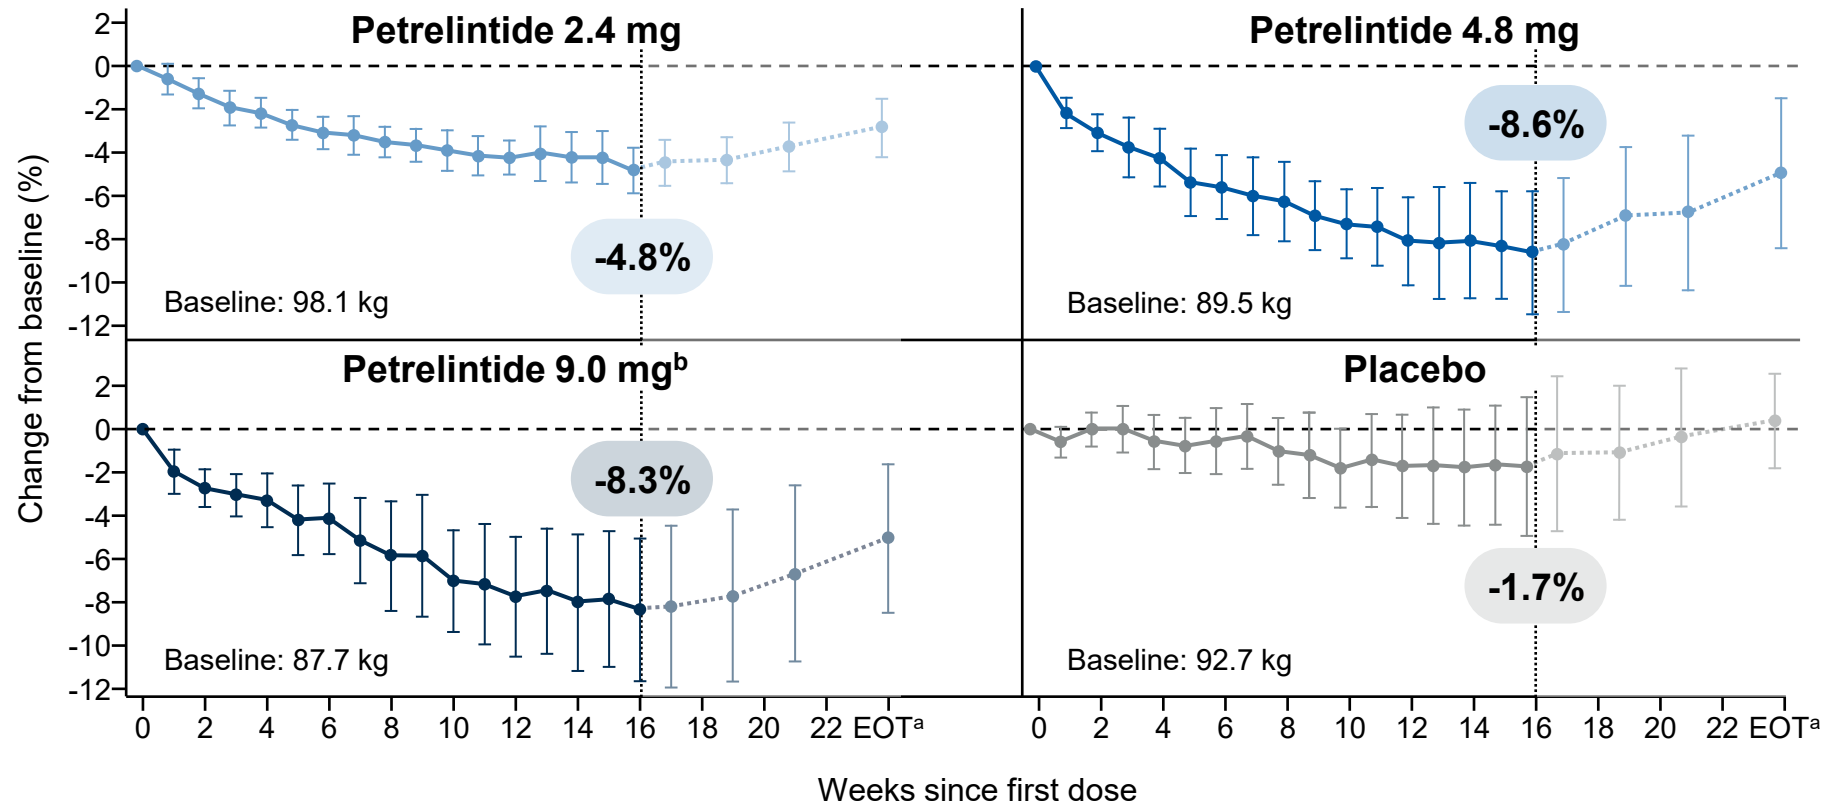 Change from baseline (%)
Petrelintide 2.4 mg
2
0
-2
-4
-6
-8
-10
-12
-4.8%
Baseline: 98.1 kg
Petrelintide 4.8 mg
-8.6%
Baseline: 89.5 kg
Petrelintide 9.0 mgᵇ
2
0
-2
-4
-6
-8
-10
-12
-8.3%
Baseline: 87.7 kg
Placebo
-1.7%
Baseline: 92.7 kg
0 2 4 6 8 10 12 14 16 18 20 22 EOTᵃ
0 2 4 6 8 10 12 14 16 18 20 22 EOTᵃ
Weeks since first dose